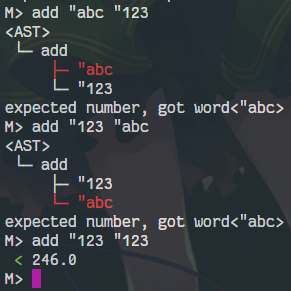 M> add "abc "123
<AST>
└─ add
├─ "abc
└─ "123
expected number, got word<"abc>
M> add "123 "abc
<AST>
└─ add
├─ "123
└─ "abc
expected number, got word<"abc>
M> add "123 "123
< 246.0
M>